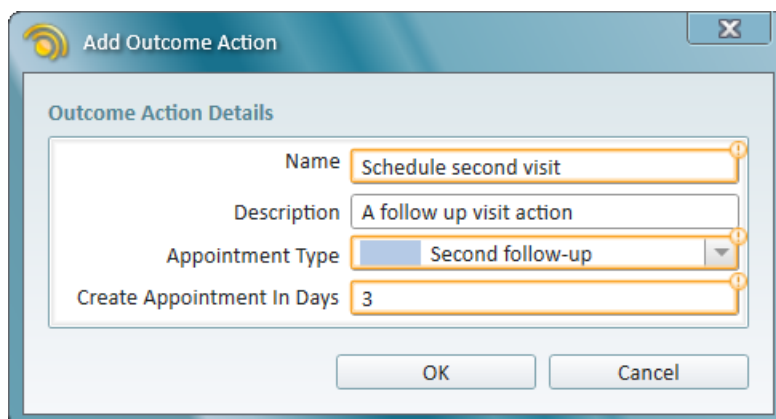 Add Outcome Action
Outcome Action Details
Name Schedule second visit
Description A follow up visit action
Appointment Type Second follow-up
Create Appointment In Days 3
OK Cancel